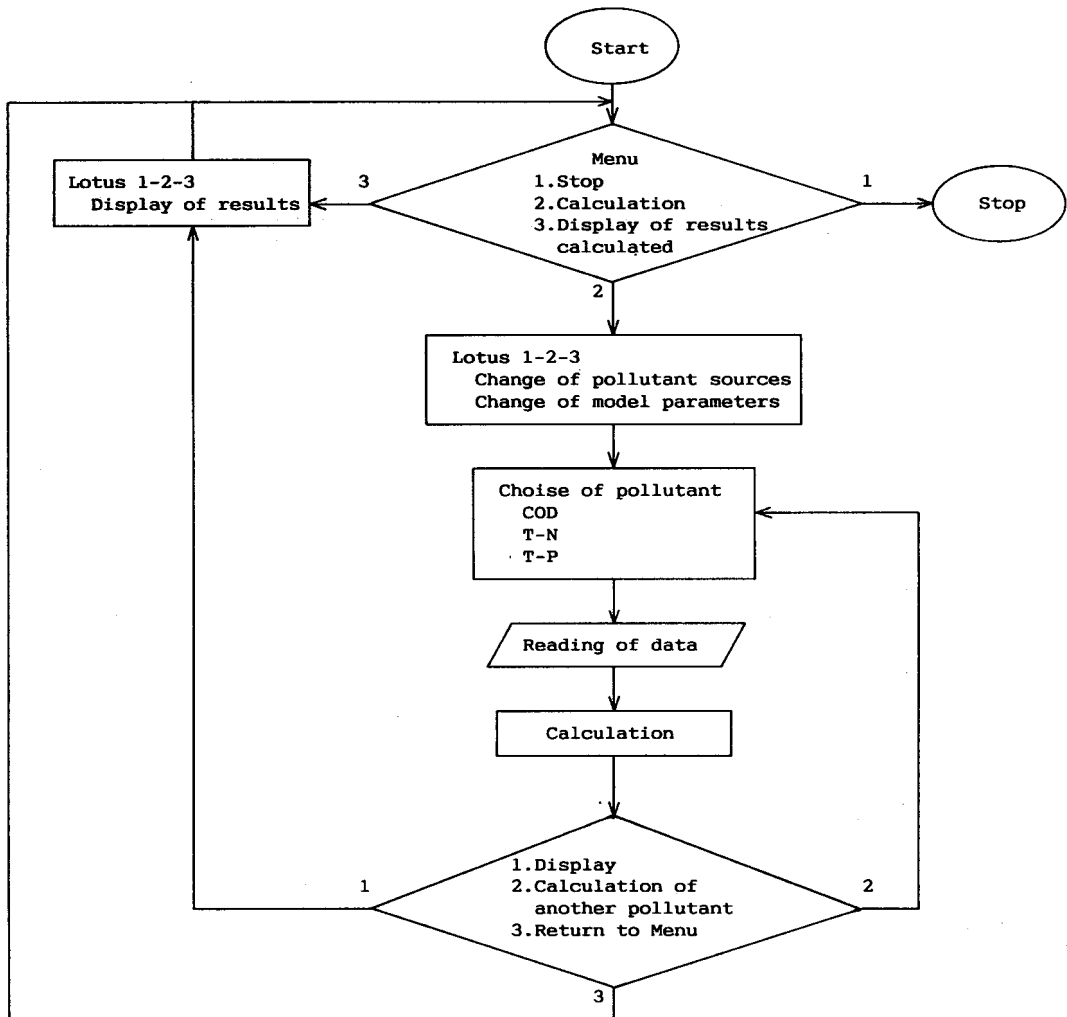 Start
Menu
1.Stop
2.Calculation
3.Display of results
calculated
3
1
2
Lotus 1-2-3
Display of results
Stop
Lotus 1-2-3
Change of pollutant sources
Change of model parameters
Choise of pollutant
COD
T-N
T-P
Reading of data
Calculation
1.Display
2.Calculation of
another pollutant
3.Return to Menu
1
2
3